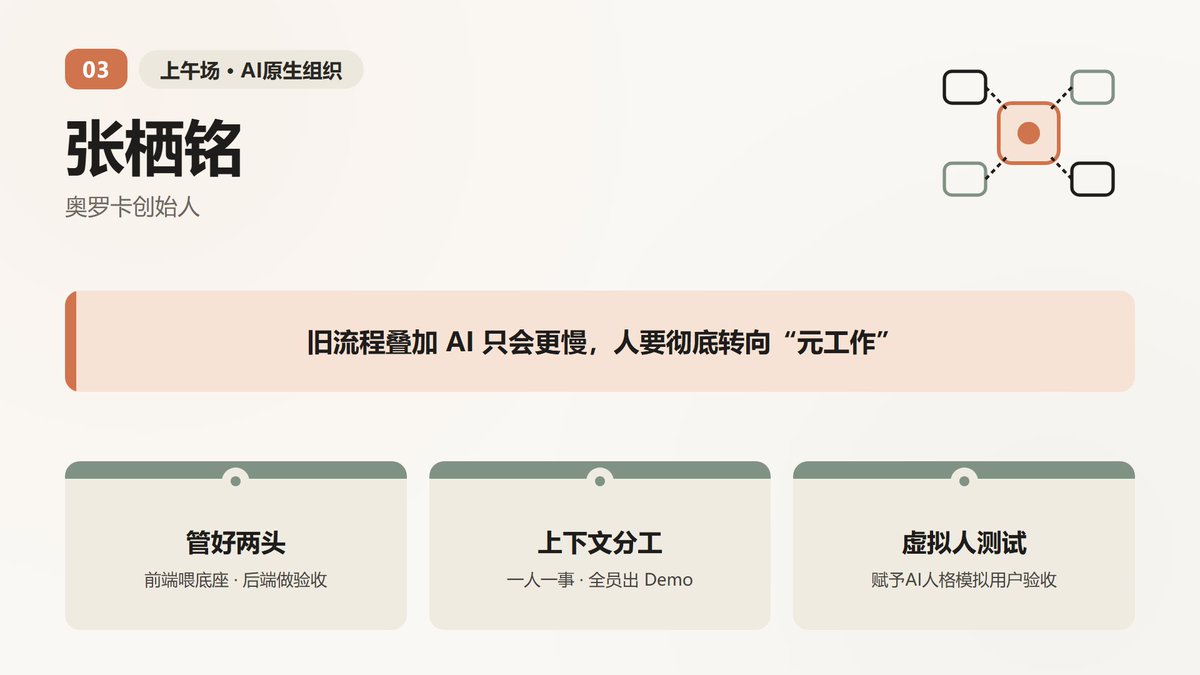 03
上午场 • AI原生组织
张栖铭
奥罗卡创始人
旧流程叠加 AI 只会更慢，人要彻底转向“元工作”
管好两头
前端喂底座 · 后端做验收
上下文分工
一人一事 · 全员出 Demo
虚拟人测试
赋予AI人格模拟用户验收